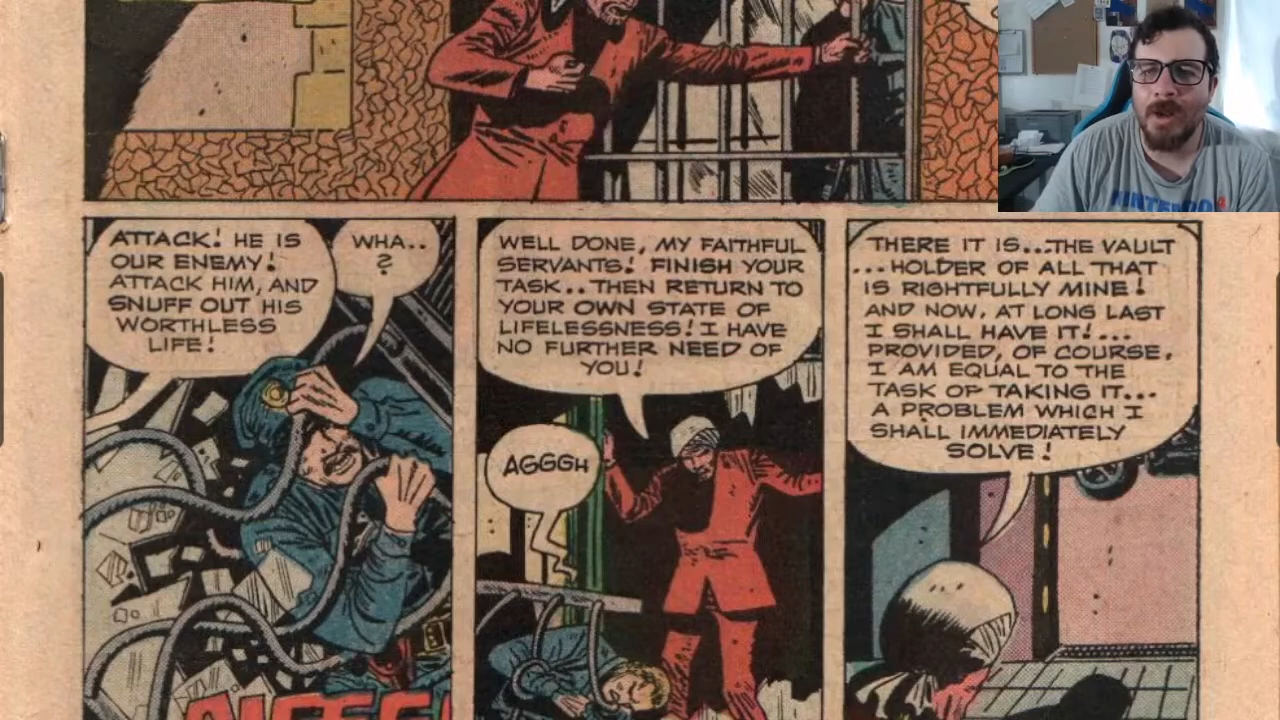 NINTENDO
ATTACK! HE IS
OUR ENEMY!
ATTACK HIM, AND
SNUFF OUT HIS
WORTHLESS
LIFE!
WHA..
?
WELL DONE, MY FAITHFUL
SERVANTS! FINISH YOUR
TASK..THEN RETURN TO
YOUR OWN STATE OF
LIFELESSNESS! I HAVE
NO FURTHER NEED OF
YOU!
AGGGH
THERE IT IS...THE VAULT
...HOLDER OF ALL THAT
IS RIGHTFULLY MINE!
AND NOW, AT LONG LAST
I SHALL HAVE IT!...
PROVIDED, OF COURSE,
I AM EQUAL TO THE
TASK OF TAKING IT...
A PROBLEM WHICH I
SHALL IMMEDIATELY
SOLVE!